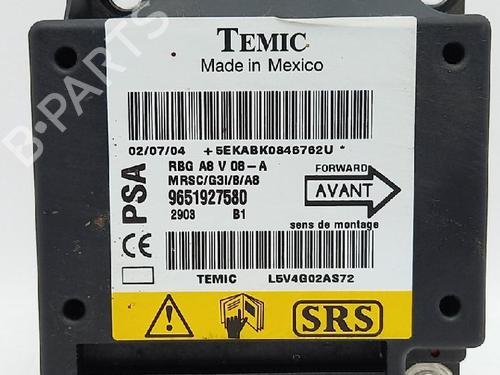 TEMIC
Made in Mexico
02/07/04 +5EKABK0846762U*
RBG A8 V 08-A
MRSC/G3I/8/A8
9651927580
2903 B1
PSA
CE
FORWARD
AVANT
sens de montage
TEMIC L5V4G02AS72
SRS
B-PARTS